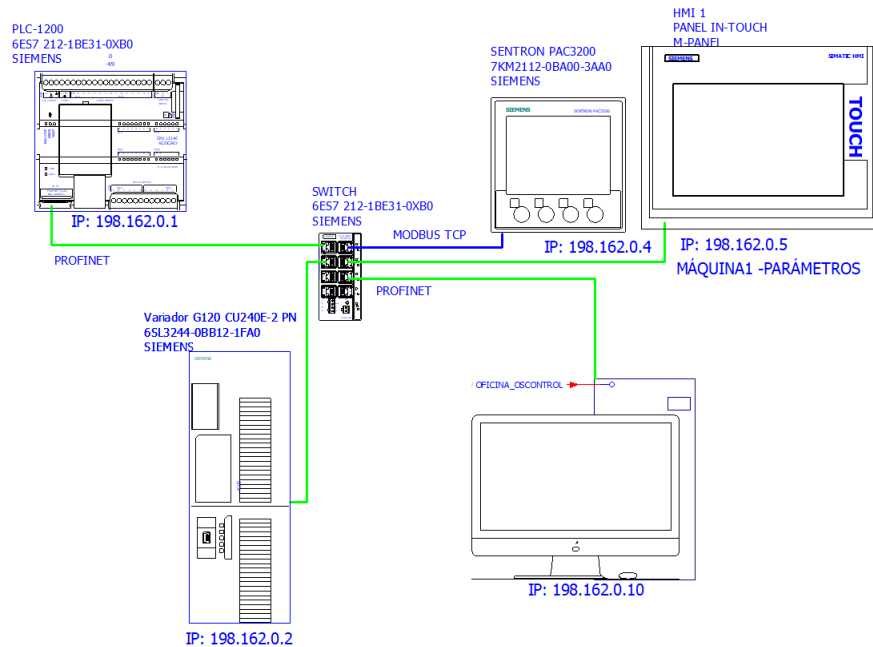 PLC-1200
6ES7 212-1BE31-0XB0
SIEMENS
IP: 198.162.0.1
PROFINET
SENTRON PAC3200
7KM2112-0BA00-3AA0
SIEMENS
SIEMENS
SENTRON PAC3200
IP: 198.162.0.4
HMI 1
PANEL IN-TOUCH
M-PANEL
SIEMENS
SIMATIC HMI
TOUCH
IP: 198.162.0.5
MÁQUINA1 -PARÁMETROS
SWITCH
6ES7 212-1BE31-0XB0
SIEMENS
MODBUS TCP
PROFINET
Variador G120 CU240E-2 PN
6SL3244-0BB12-1FA0
SIEMENS
SIEMENS
IP: 198.162.0.2
/ OFICINA_OSCONTROL
IP: 198.162.0.10